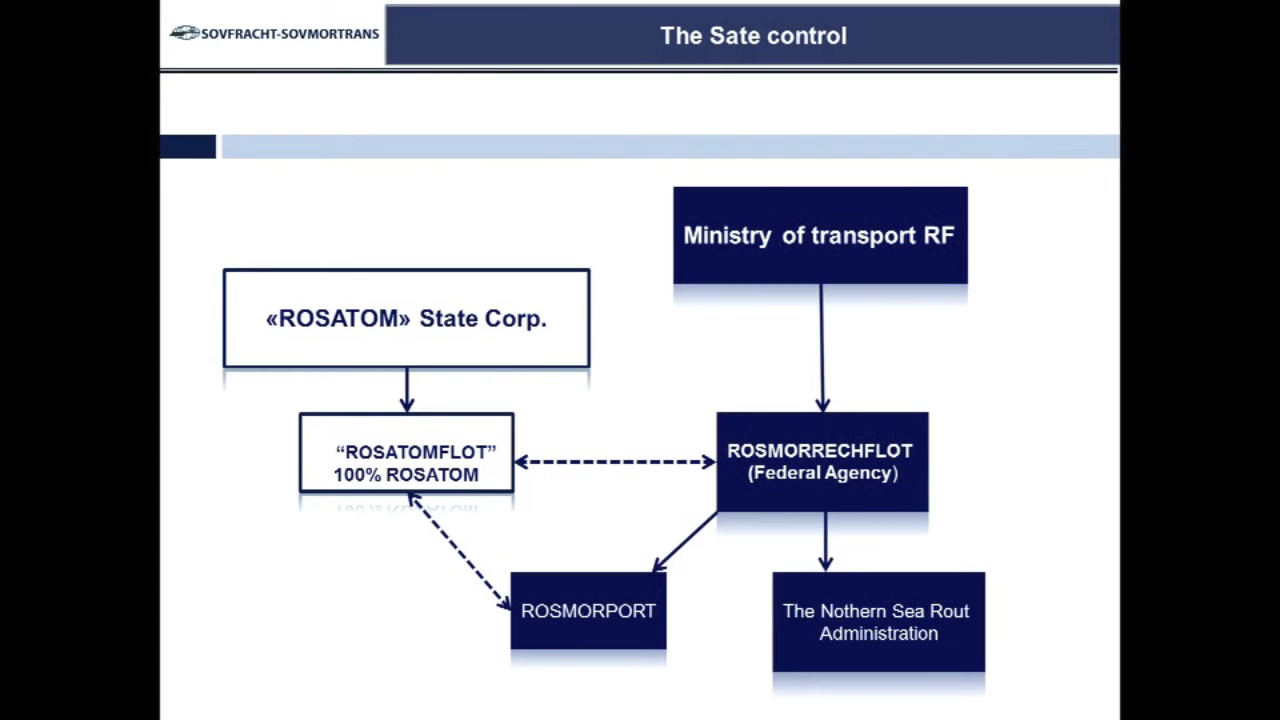 SOVFRACHT-SOVMORTRANS
The Sate control
Ministry of transport RF
«ROSATOM» State Corp.
“ROSATOMFLOT”
100% ROSATOM
ROSMORRECHFLOT
(Federal Agency)
ROSMORPORT
The Nothern Sea Rout
Administration